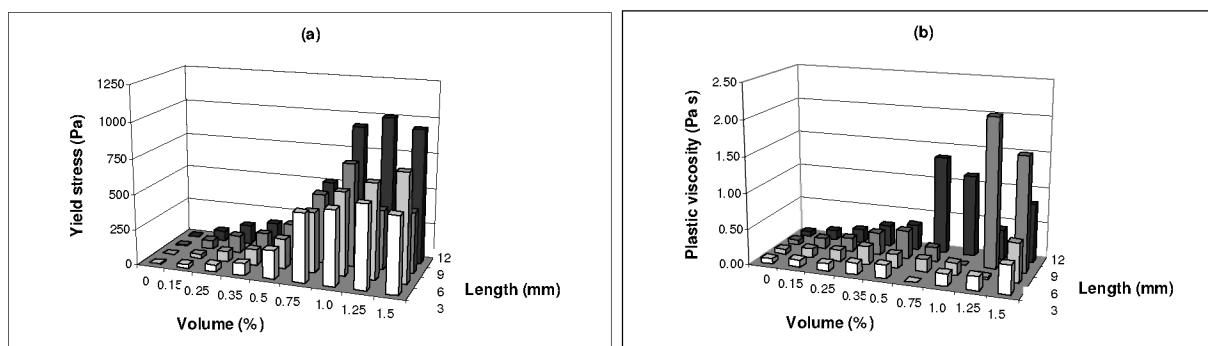 (a)
Yield stress (Pa)
1250
1000
750
500
250
0
0 0.15 0.25 0.35 0.5 0.75 1.0 1.25 1.5
Volume (%)
12
9
6
3
Length (mm)
(b)
Plastic viscosity (Pa s)
2.50
2.00
1.50
1.00
0.50
0.00
0 0.15 0.25 0.35 0.5 0.75 1.0 1.25 1.5
Volume (%)
12
9
6
3
Length (mm)